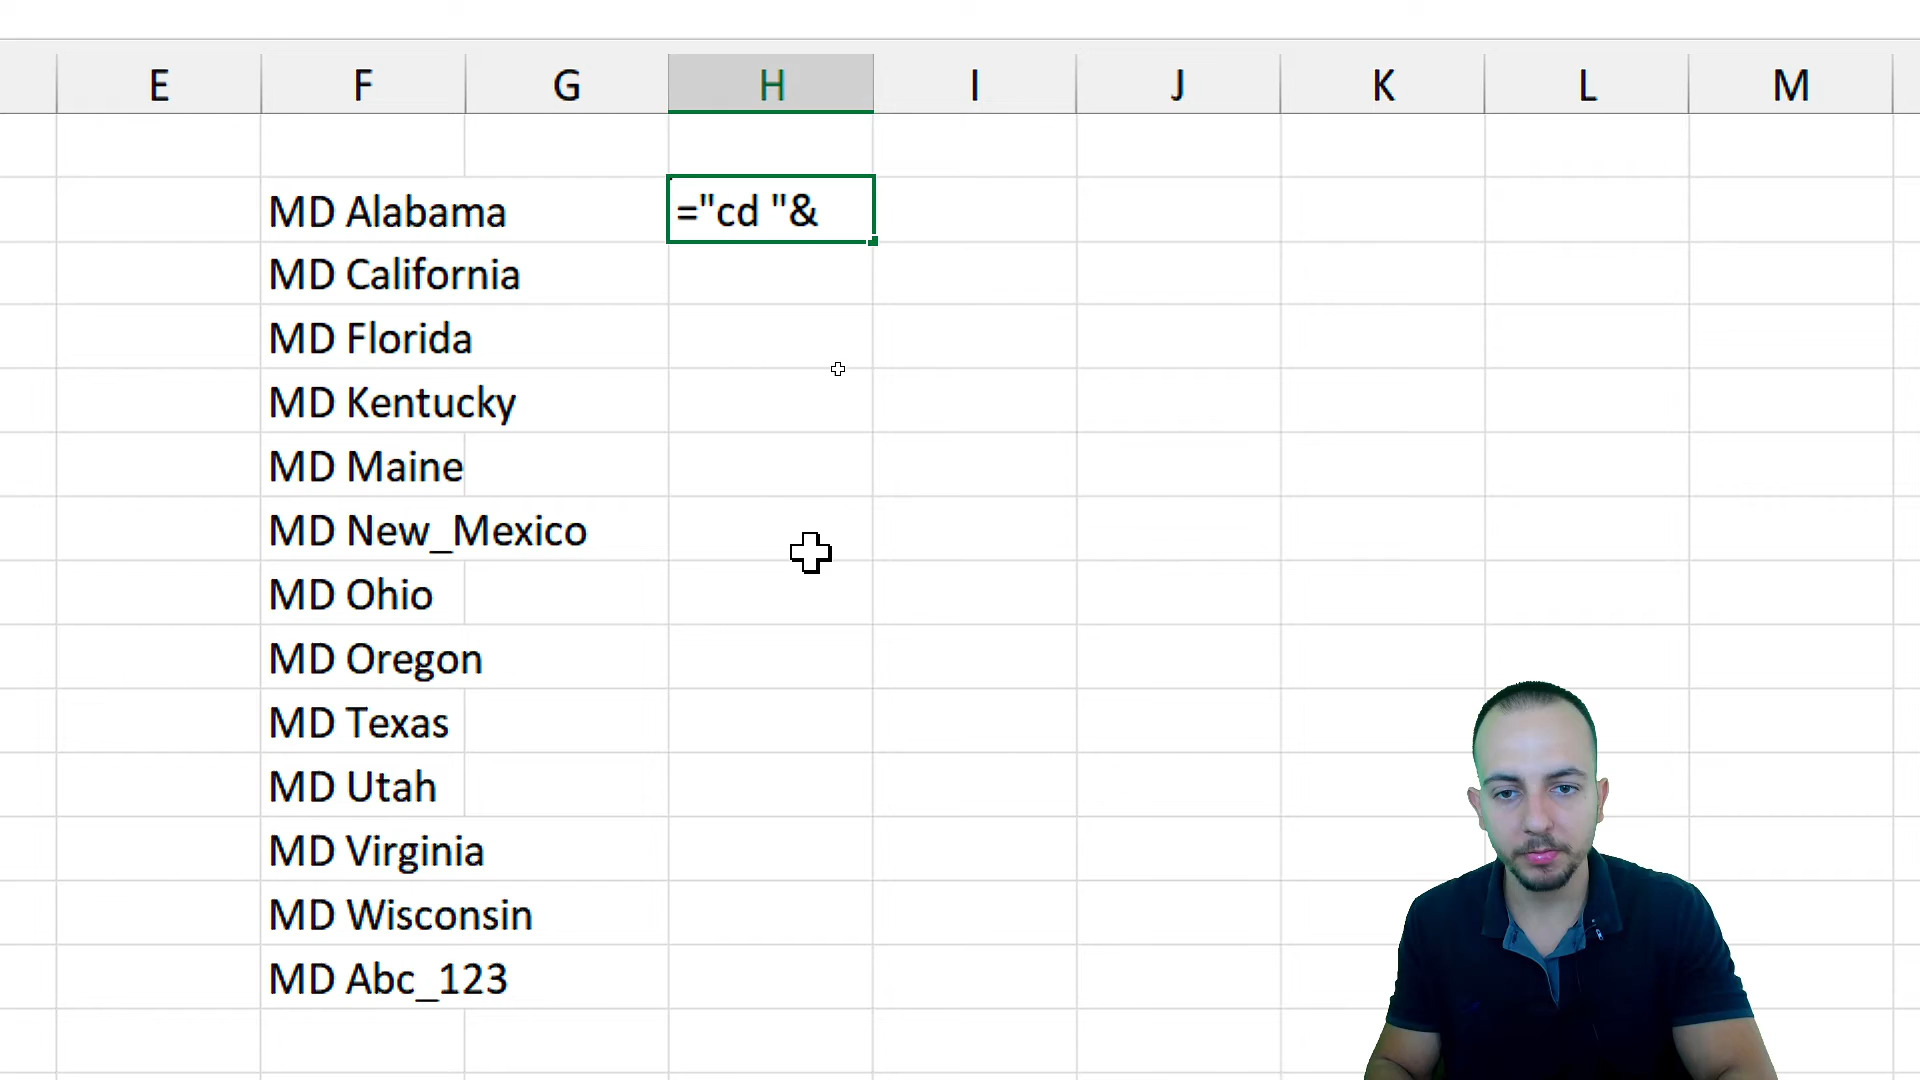 E F G H I J K L M
MD Alabama ="cd "&
MD California
MD Florida
MD Kentucky
MD Maine
MD New_Mexico
MD Ohio
MD Oregon
MD Texas
MD Utah
MD Virginia
MD Wisconsin
MD Abc_123